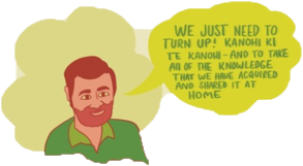 WE JUST NEED TO
TURN UP! KANOHI KI
TE KANOHI - AND TO TAKE
All OF THE KNOWLEDGE
THAT WE HAVE ACQUIRED
AND SHARED IT AT
HOME